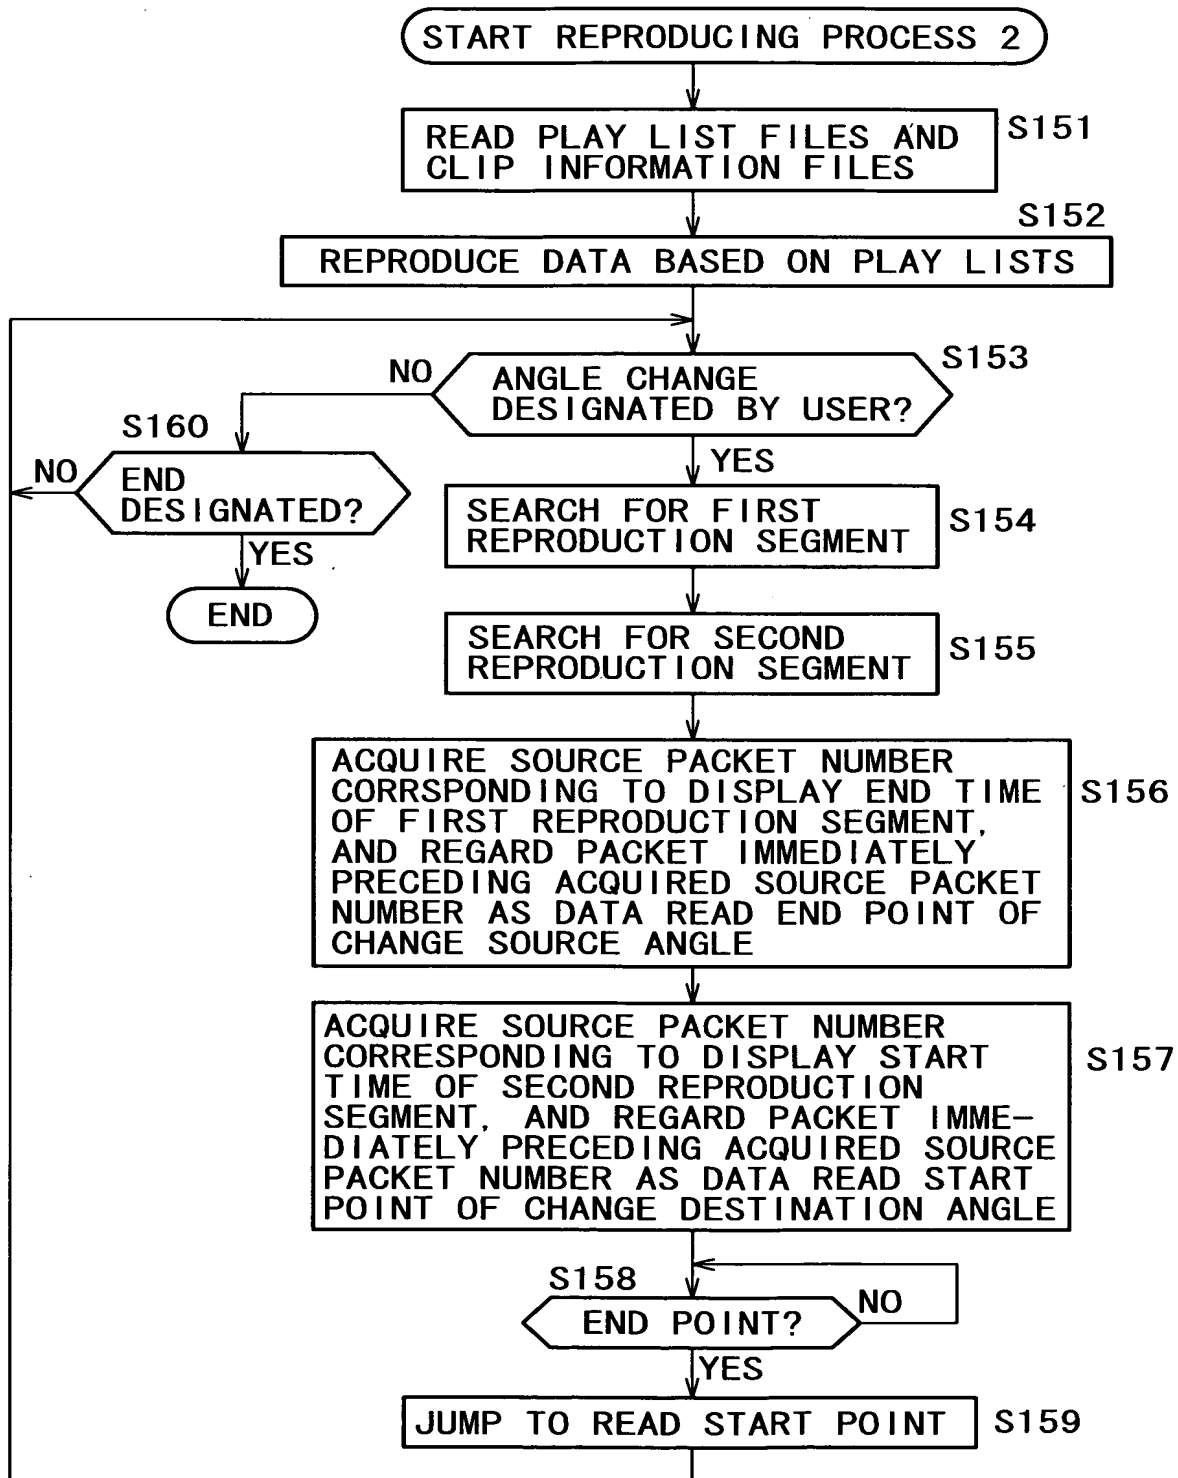 START REPRODUCING PROCESS 2
S151
READ PLAY LIST FILES AND
CLIP INFORMATION FILES
S152
REPRODUCE DATA BASED ON PLAY LISTS
S153
NO
ANGLE CHANGE
DESIGNATED BY USER?
S160
NO
END
DESIGNATED?
YES
YES
END
SEARCH FOR FIRST
REPRODUCTION SEGMENT
S154
SEARCH FOR SECOND
REPRODUCTION SEGMENT
S155
ACQUIRE SOURCE PACKET NUMBER
CORRSPONDING TO DISPLAY END TIME
OF FIRST REPRODUCTION SEGMENT,
AND REGARD PACKET IMMEDIATELY
PRECEDING ACQUIRED SOURCE PACKET
NUMBER AS DATA READ END POINT OF
CHANGE SOURCE ANGLE
S156
ACQUIRE SOURCE PACKET NUMBER
CORRESPONDING TO DISPLAY START
TIME OF SECOND REPRODUCTION
SEGMENT, AND REGARD PACKET IMME-
DIATELY PRECEDING ACQUIRED SOURCE
PACKET NUMBER AS DATA READ START
POINT OF CHANGE DESTINATION ANGLE
S157
S158
END POINT?
NO
YES
JUMP TO READ START POINT
S159